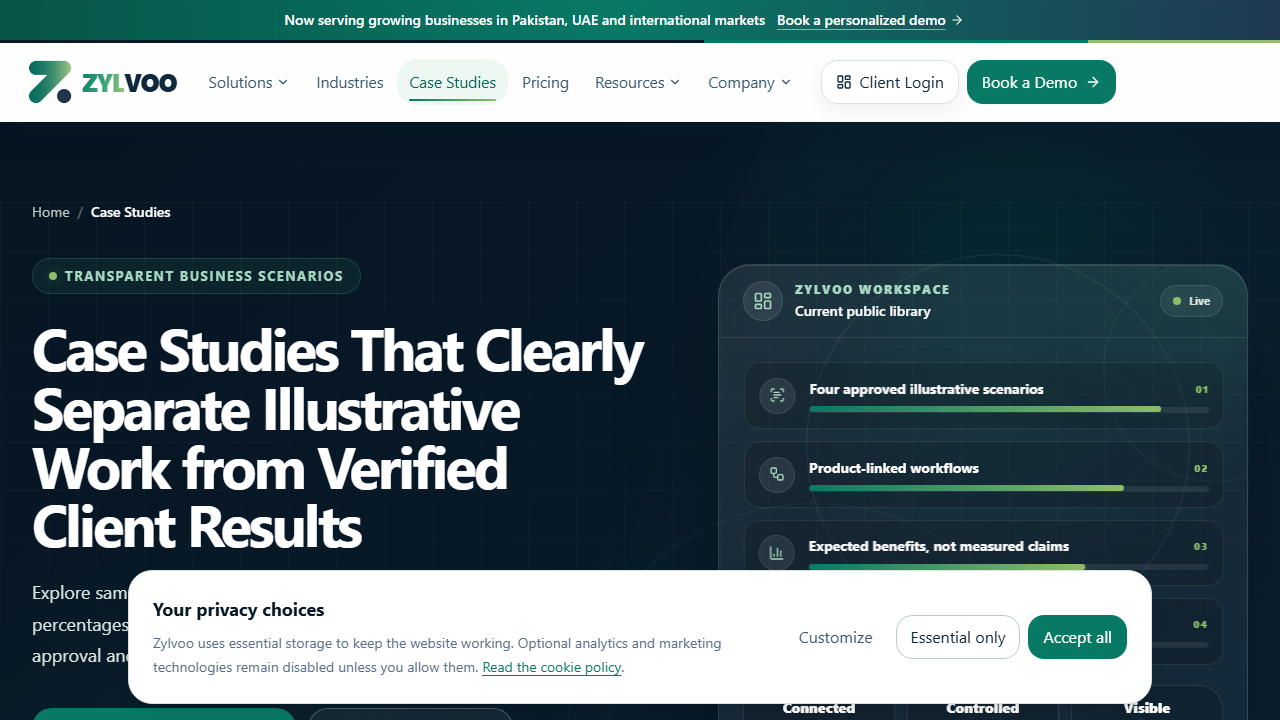 Now serving growing businesses in Pakistan, UAE and international markets Book a personalized demo
ZYLVOO Solutions Industries Case Studies Pricing Resources Company Client Login Book a Demo
Home / Case Studies
TRANSPARENT BUSINESS SCENARIOS
Case Studies That Clearly
Separate Illustrative
Work from Verified
Client Results
Explore sam
percentages
approval and
ZYLVOO WORKSPACE
Current public library
Live
Four approved illustrative scenarios 01
Product-linked workflows 02
Expected benefits, not measured claims 03
04
Connected Controlled Visible
Your privacy choices
Zylvoo uses essential storage to keep the website working. Optional analytics and marketing
technologies remain disabled unless you allow them. Read the cookie policy.
Customize Essential only Accept all